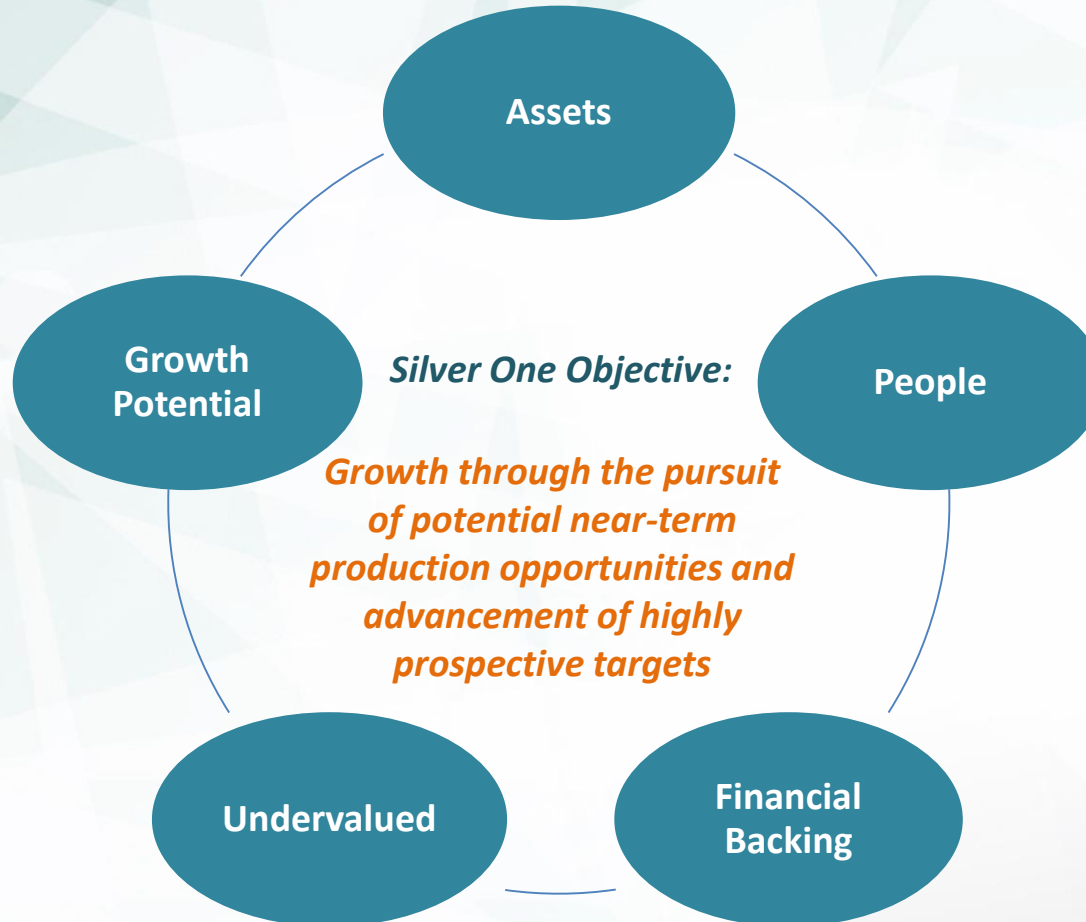 Assets
Growth
Potential
Silver One Objective:
People
Growth through the pursuit
of potential near-term
production opportunities and
advancement of highly
prospective targets
Undervalued
Financial
Backing